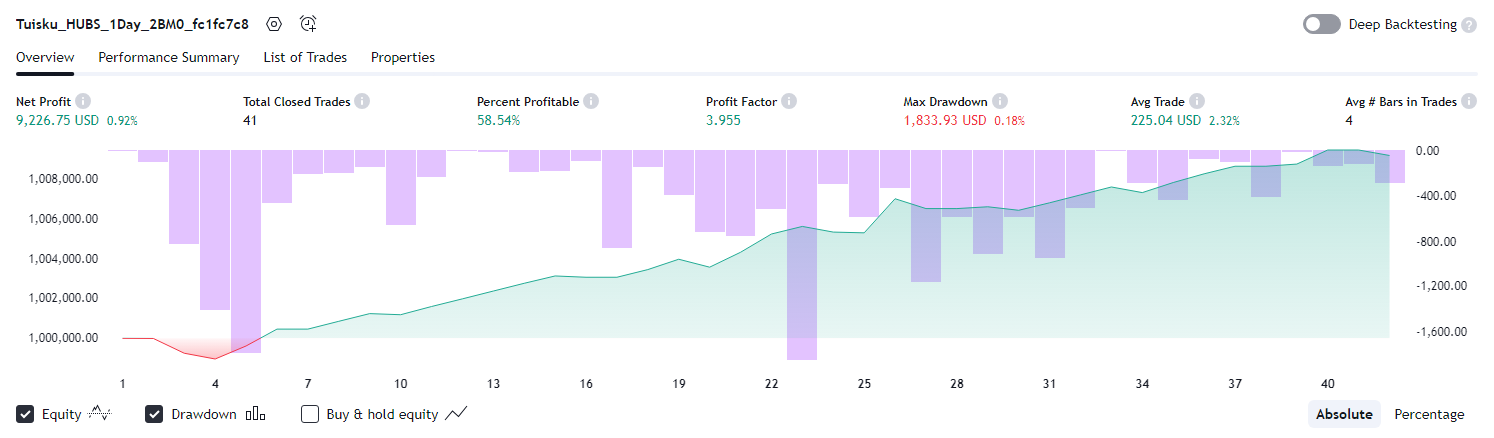 Tuisku_HUBS_1Day_2BM0_fc1fc7c8 Deep Backtesting ?
Overview Performance Summary List of Trades Properties
Net Profit i Total Closed Trades i Percent Profitable i Profit Factor i Max Drawdown i Avg Trade i Avg # Bars in Trades i
9,226.75 USD 0.92% 41 58.54% 3.955 1,833.93 USD 0.18% 225.04 USD 2.32% 4
0.00
1,008,000.00
-400.00
1,006,000.00
-800.00
1,004,000.00
-1,200.00
1,002,000.00
-1,600.00
1,000,000.00
1 4 7 10 13 16 19 22 25 28 31 34 37 40
Equity Drawdown Buy & hold equity Absolute Percentage